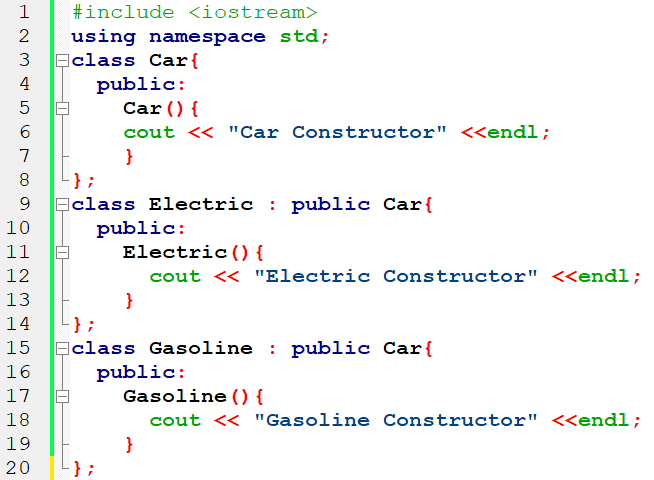 1 #include <iostream>
2 using namespace std;
3 class Car{
4 public:
5 Car(){
6 cout << "Car Constructor" <<endl;
7 }
8 };
9 class Electric : public Car{
10 public:
11 Electric(){
12 cout << "Electric Constructor" <<endl;
13 }
14 };
15 class Gasoline : public Car{
16 public:
17 Gasoline(){
18 cout << "Gasoline Constructor" <<endl;
19 }
20 };